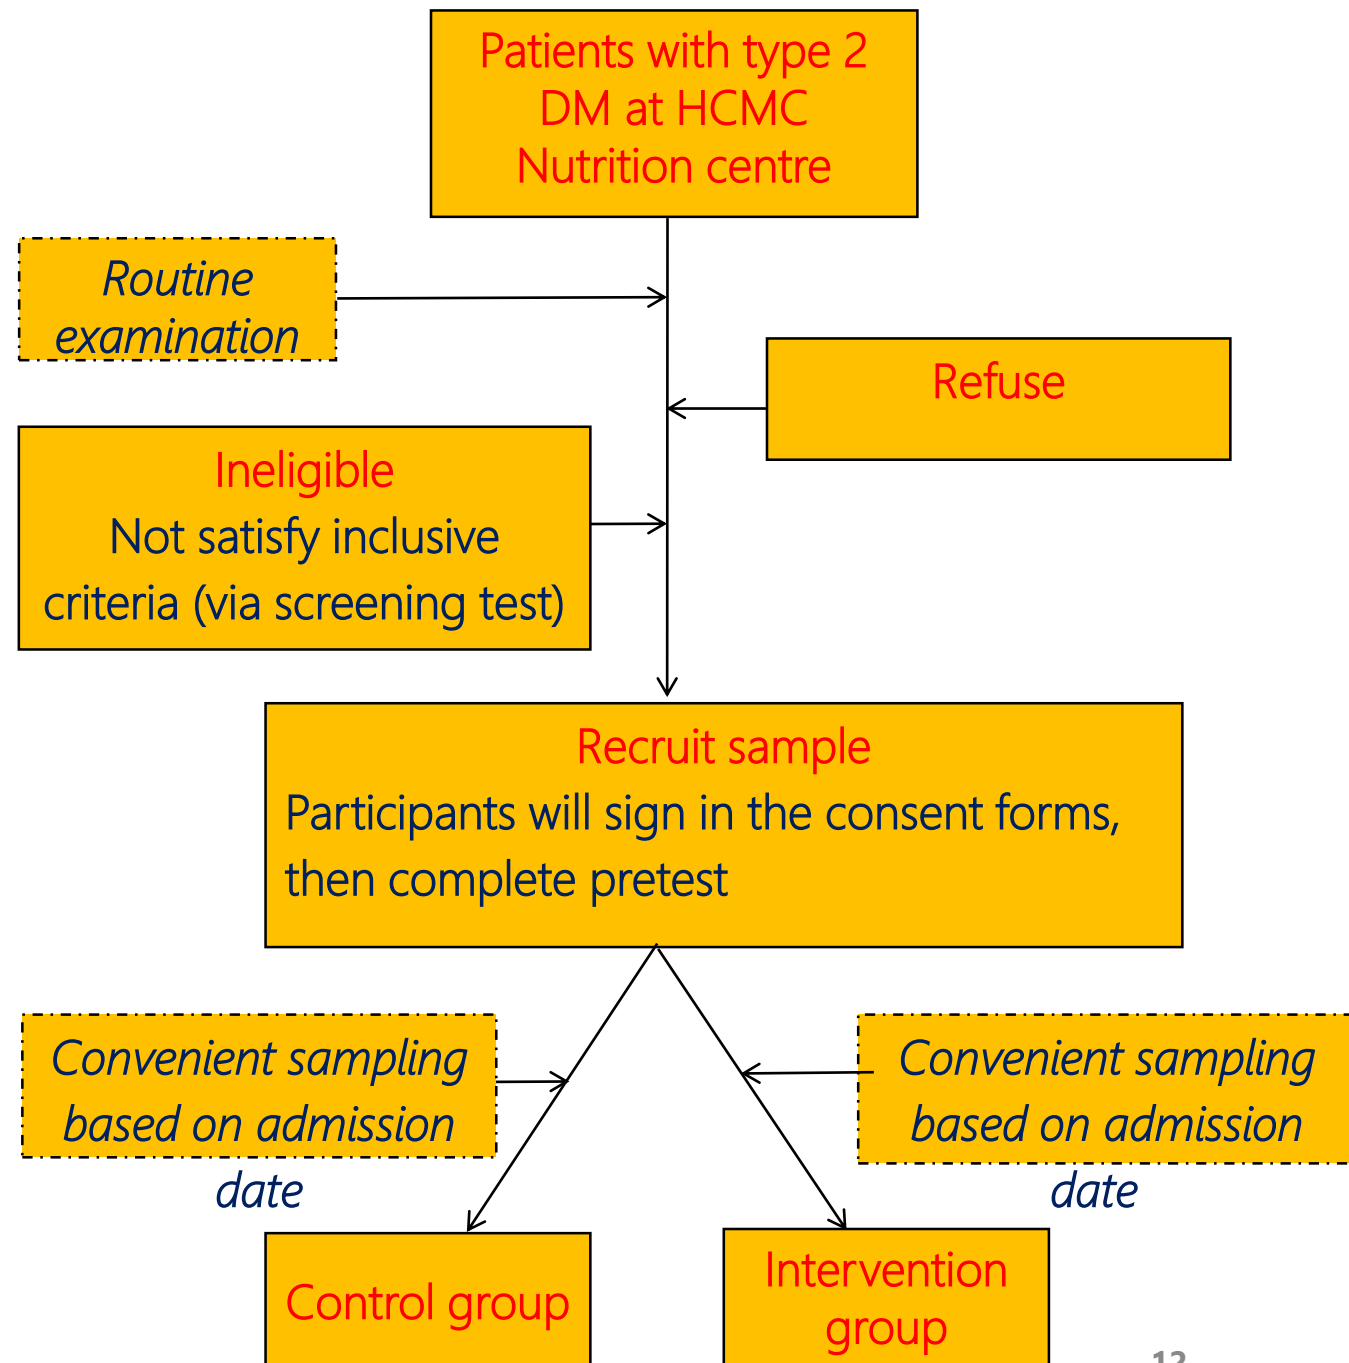 Patients with type 2
DM at HCMC
Nutrition centre
Routine
examination
Refuse
Ineligible
Not satisfy inclusive
criteria (via screening test)
Recruit sample
Participants will sign in the consent forms,
then complete pretest
Convenient sampling
based on admission
date
Convenient sampling
based on admission
date
Control group
Intervention
group
12